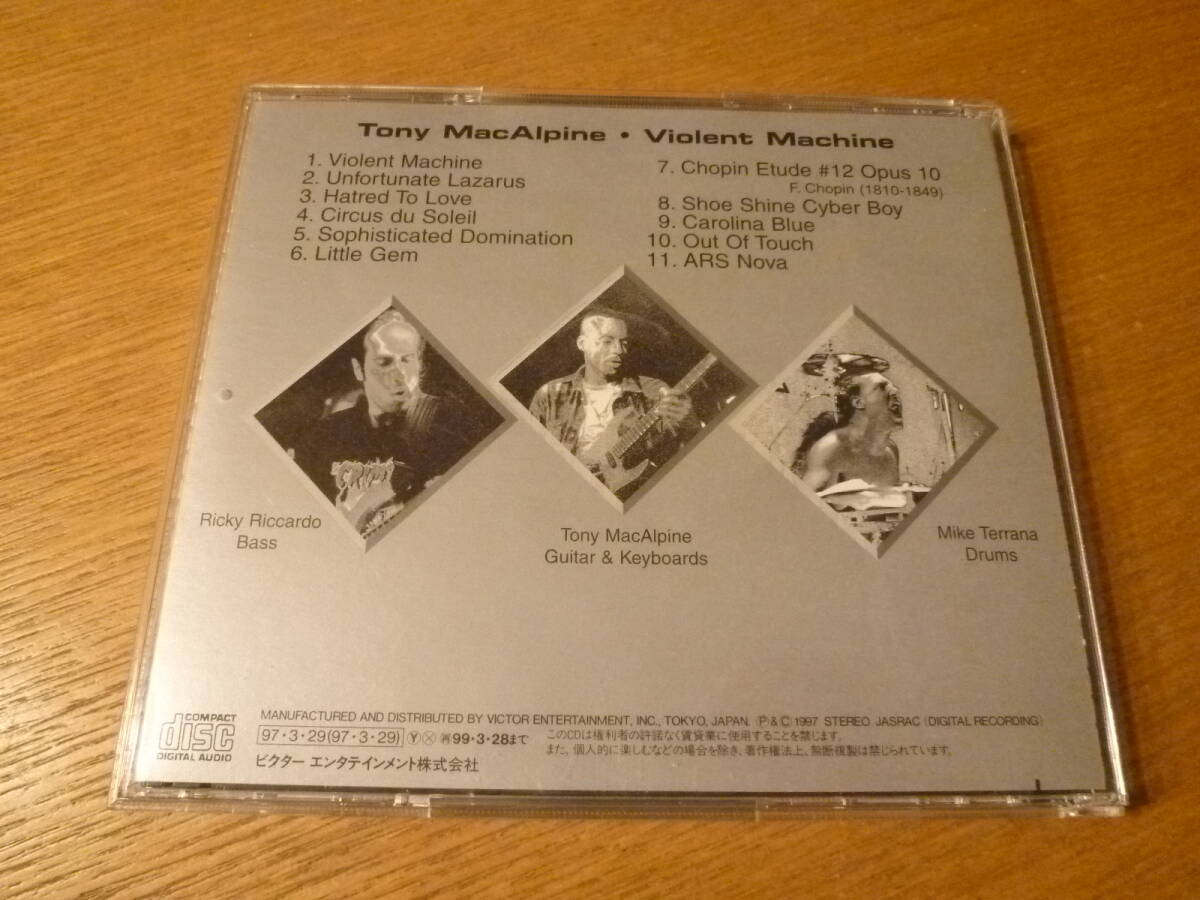 Tony MacAlpine • Violent Machine
1. Violent Machine
2. Unfortunate Lazarus
3. Hatred To Love
4. Circus du Soleil
5. Sophisticated Domination
6. Little Gem
7. Chopin Etude #12 Opus 10
F. Chopin (1810-1849)
8. Shoe Shine Cyber Boy
9. Carolina Blue
10. Out Of Touch
11. ARS Nova
Ricky Riccardo
Bass
Tony MacAlpine
Guitar & Keyboards
Mike Terrana
Drums
COMPACT
disc
DIGITAL AUDIO
MANUFACTURED AND DISTRIBUTED BY VICTOR ENTERTAINMENT, INC., TOKYO, JAPAN. Ⓟ&Ⓒ 1997 STEREO JASRAC (DIGITAL RECORDING)
97・3・29(97・3・29) Ⓨ Ⓧ ㊢99・3・28まで
このCDは権利者の許諾なく賃貸業に使用することを禁じます。
また、個人的に楽しむなどの場合を除き、著作権法上、無断複製は禁じられています。
ビクター エンタテインメント株式会社